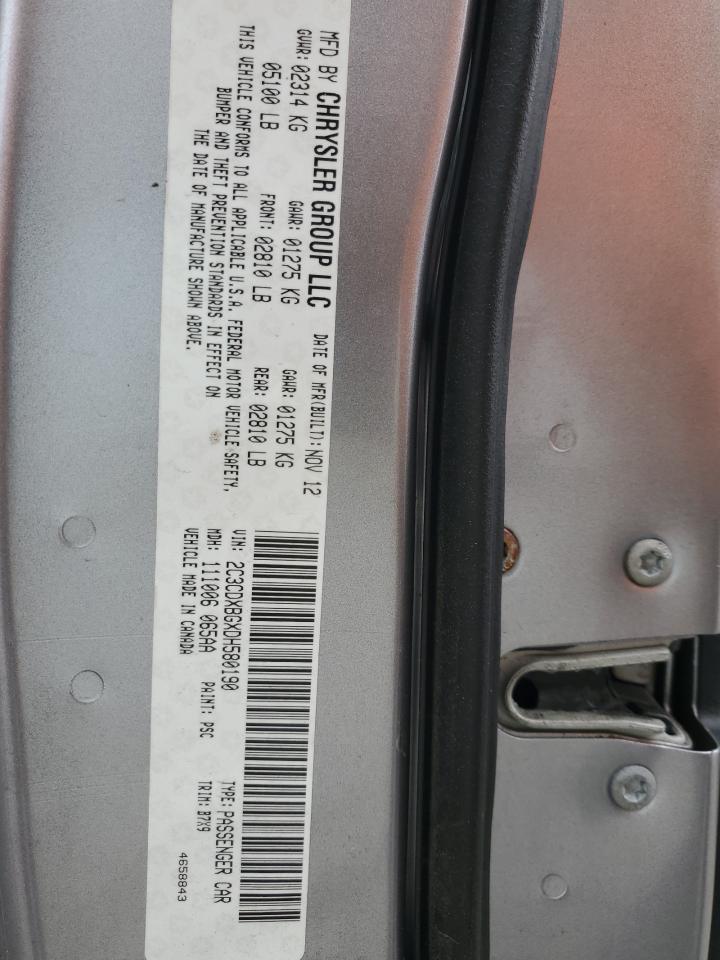 MFD BY CHRYSLER GROUP LLC DATE OF MFR(BUILT): NOV 12
GVWR: 02314 KG GAWR: 01275 KG GAWR: 01275 KG
05100 LB FRONT: 02810 LB REAR: 02810 LB
THIS VEHICLE CONFORMS TO ALL APPLICABLE U.S.A. FEDERAL MOTOR VEHICLE SAFETY,
BUMPER AND THEFT PREVENTION STANDARDS IN EFFECT ON
THE DATE OF MANUFACTURE SHOWN ABOVE.
VIN: 2C3CDXBGXDH580190 TYPE: PASSENGER CAR
MDH: 111006 065AA PAINT: PSC TRIM: B7X9
VEHICLE MADE IN CANADA
4658843